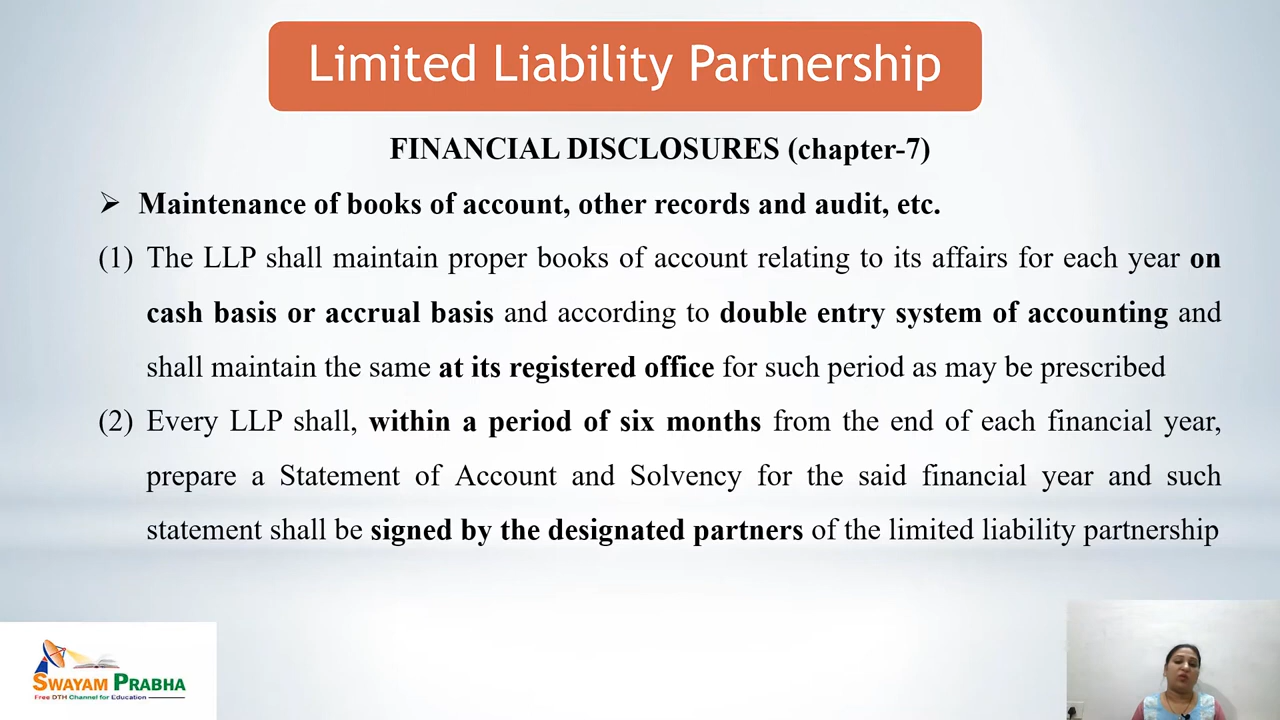 Limited Liability Partnership
FINANCIAL DISCLOSURES (chapter-7)
➢ Maintenance of books of account, other records and audit, etc.
(1) The LLP shall maintain proper books of account relating to its affairs for each year on
cash basis or accrual basis and according to double entry system of accounting and
shall maintain the same at its registered office for such period as may be prescribed
(2) Every LLP shall, within a period of six months from the end of each financial year,
prepare a Statement of Account and Solvency for the said financial year and such
statement shall be signed by the designated partners of the limited liability partnership
SWAYAM PRABHA
Free DTH Channel for Education